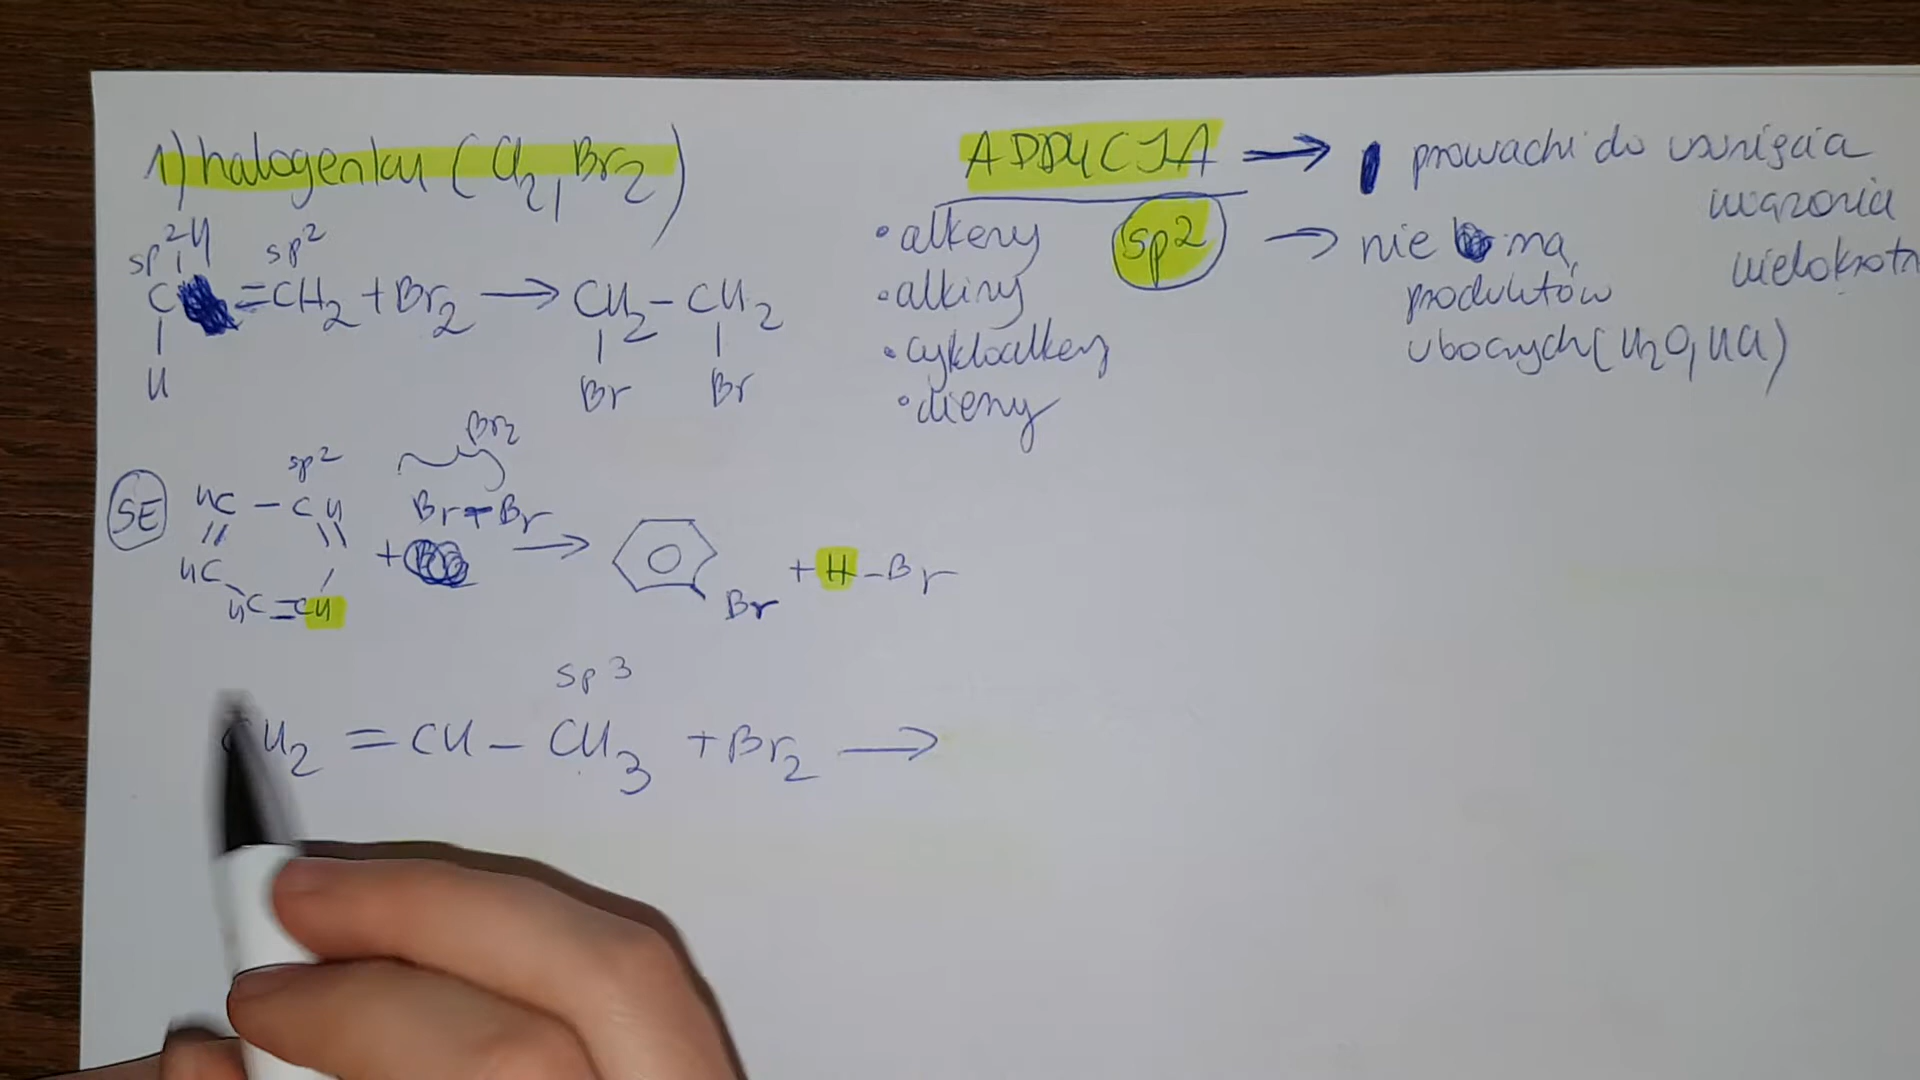 1) halogenku (Cl2, Br2)
sp2 H sp2
C =CH2 + Br2 → CH2 – CH2
H Br Br
ADDYCJA → prowadzi do usunięcia
wiązania
wielokrotn
• alkeny sp2 → nie ma
• alkiny produktów
• cykloalkeny ubocznych (H2O, HCl)
• dieny
Br2
sp2
SE HC – CH Br – Br
HC + → Br + H – Br
HC = CH
sp3
CH2 = CH – CH3 + Br2 →